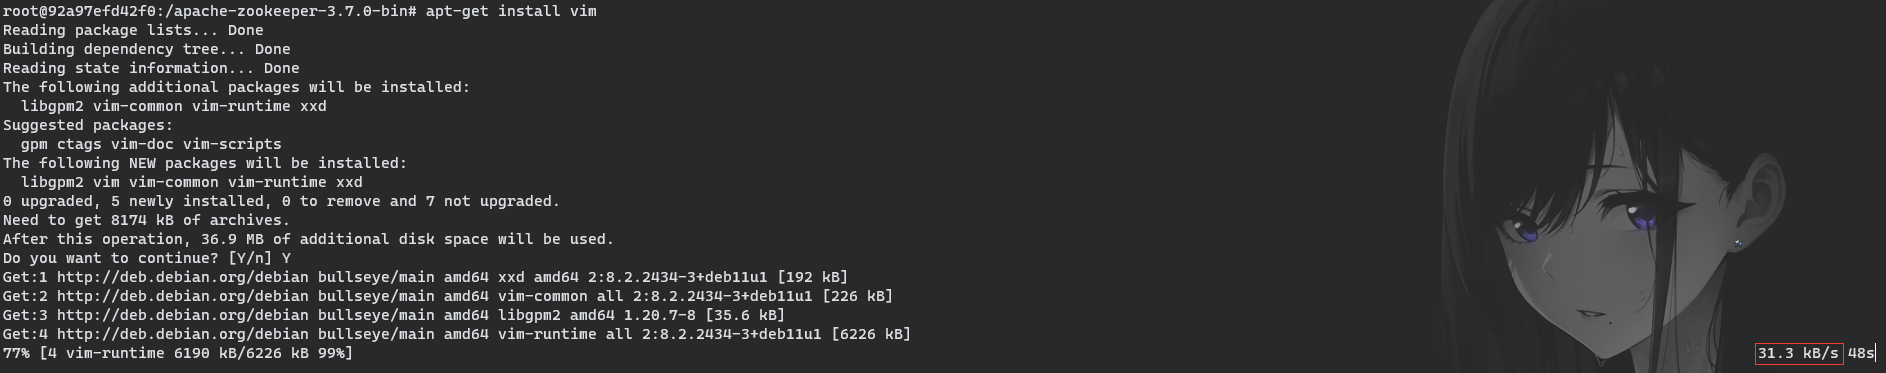 root@92a97efd42f0:/apache-zookeeper-3.7.0-bin# apt-get install vim
Reading package lists... Done
Building dependency tree... Done
Reading state information... Done
The following additional packages will be installed:
  libgpm2 vim-common vim-runtime xxd
Suggested packages:
  gpm ctags vim-doc vim-scripts
The following NEW packages will be installed:
  libgpm2 vim vim-common vim-runtime xxd
0 upgraded, 5 newly installed, 0 to remove and 7 not upgraded.
Need to get 8174 kB of archives.
After this operation, 36.9 MB of additional disk space will be used.
Do you want to continue? [Y/n] Y
Get:1 http://deb.debian.org/debian bullseye/main amd64 xxd amd64 2:8.2.2434-3+deb11u1 [192 kB]
Get:2 http://deb.debian.org/debian bullseye/main amd64 vim-common all 2:8.2.2434-3+deb11u1 [226 kB]
Get:3 http://deb.debian.org/debian bullseye/main amd64 libgpm2 amd64 1.20.7-8 [35.6 kB]
Get:4 http://deb.debian.org/debian bullseye/main amd64 vim-runtime all 2:8.2.2434-3+deb11u1 [6226 kB]
77% [4 vim-runtime 6190 kB/6226 kB 99%] 31.3 kB/s 48s